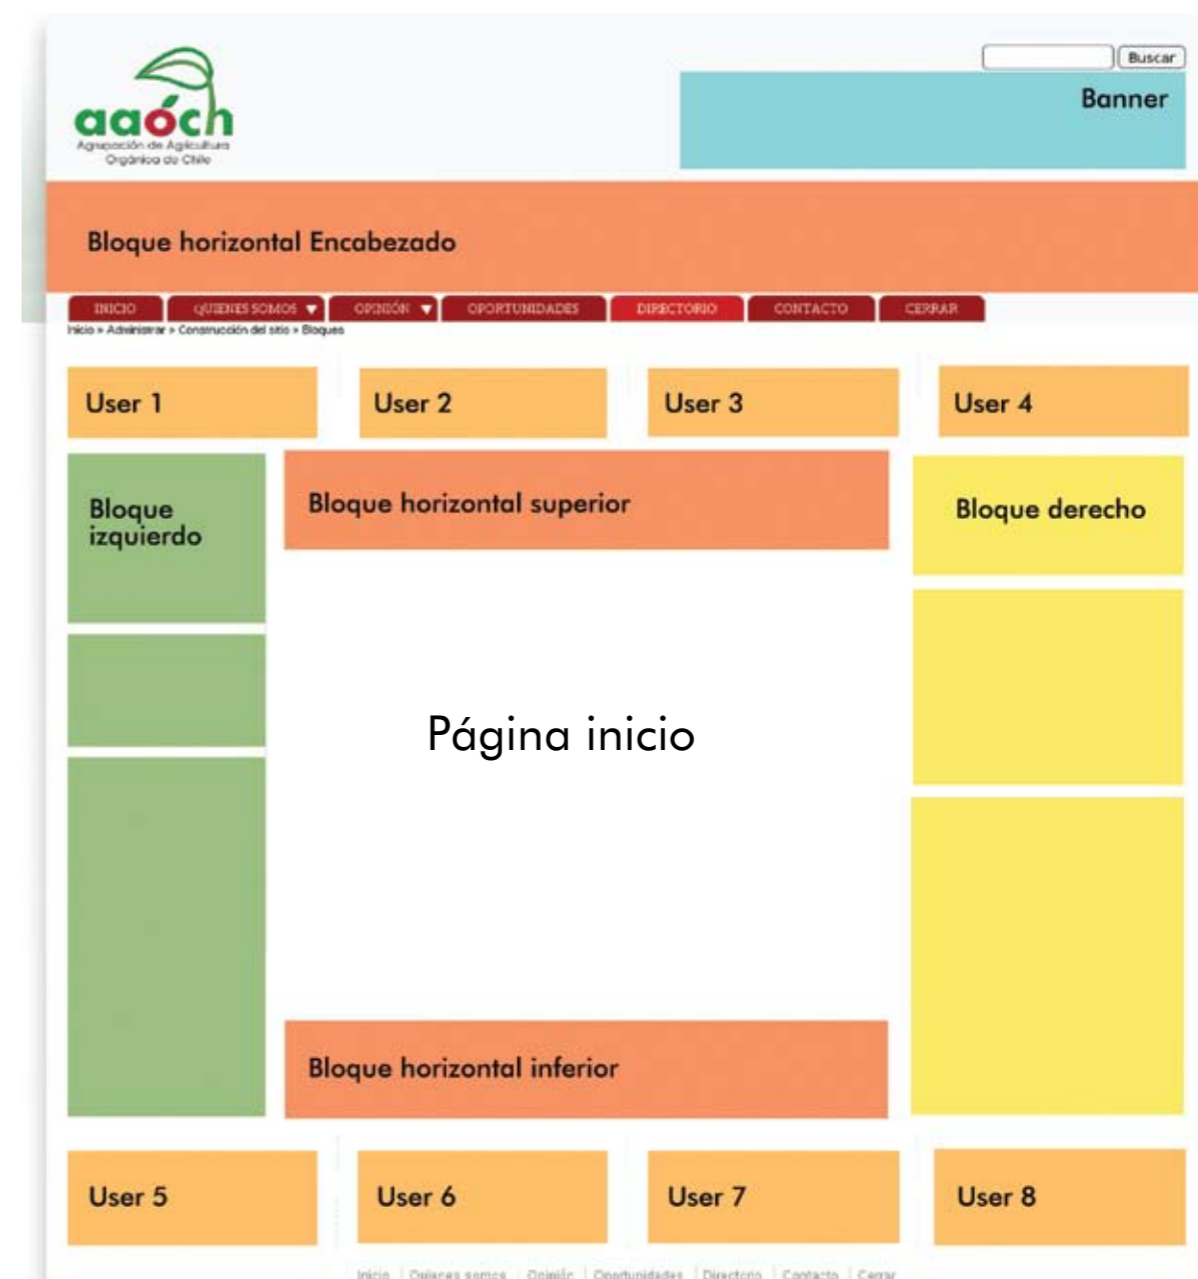 Buscar
Banner
aaóch
Agrupación de Agricultura
Orgánica de Chile
Bloque horizontal Encabezado
INICIO QUIENES SOMOS OPINIÓN OPORTUNIDADES DIRECTORIO CONTACTO CERRAR
Inicio » Administrar » Construcción del sitio » Bloques
User 1 User 2 User 3 User 4
Bloque
izquierdo
Bloque horizontal superior
Bloque derecho
Página inicio
Bloque horizontal inferior
User 5 User 6 User 7 User 8
Inicio Quienes somos Opinión Oportunidades Directorio Contacto Cerrar